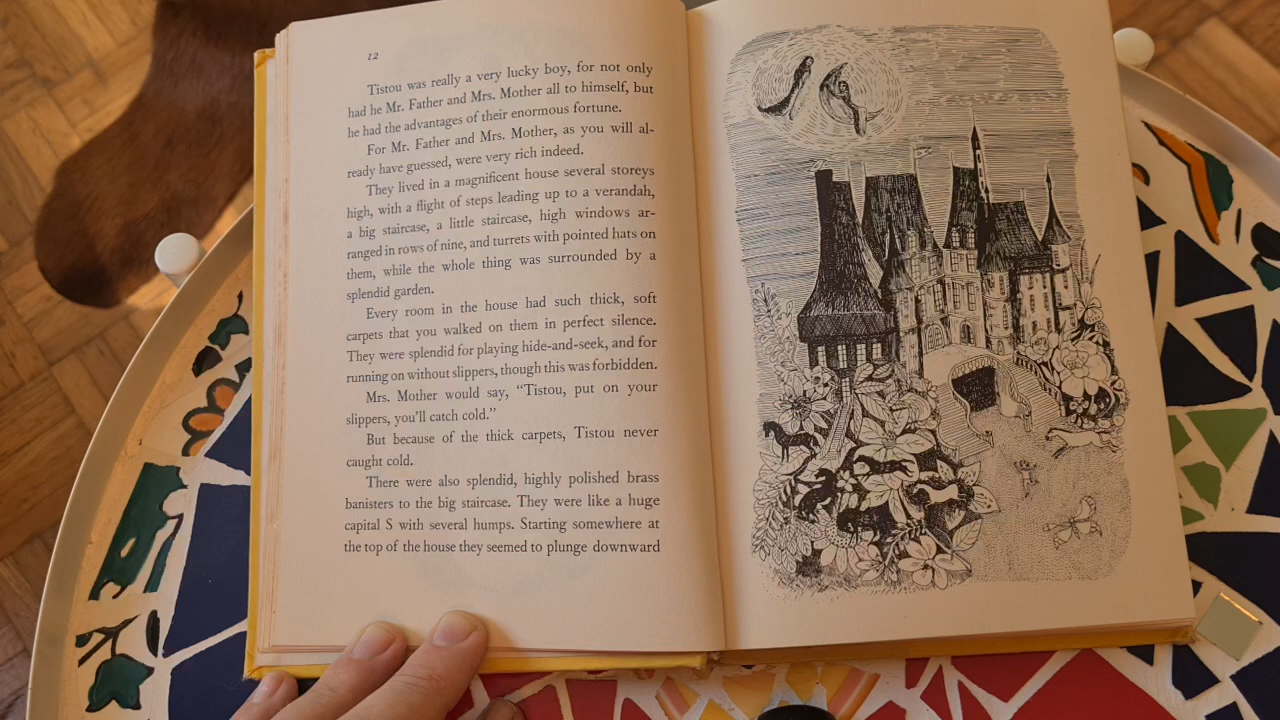 12
Tistou was really a very lucky boy, for not only
had he Mr. Father and Mrs. Mother all to himself, but
he had the advantages of their enormous fortune.
For Mr. Father and Mrs. Mother, as you will al-
ready have guessed, were very rich indeed.
They lived in a magnificent house several storeys
high, with a flight of steps leading up to a verandah,
a big staircase, a little staircase, high windows ar-
ranged in rows of nine, and turrets with pointed hats on
them, while the whole thing was surrounded by a
splendid garden.
Every room in the house had such thick, soft
carpets that you walked on them in perfect silence.
They were splendid for playing hide-and-seek, and for
running on without slippers, though this was forbidden.
Mrs. Mother would say, “Tistou, put on your
slippers, you’ll catch cold.”
But because of the thick carpets, Tistou never
caught cold.
There were also splendid, highly polished brass
banisters to the big staircase. They were like a huge
capital S with several humps. Starting somewhere at
the top of the house they seemed to plunge downward